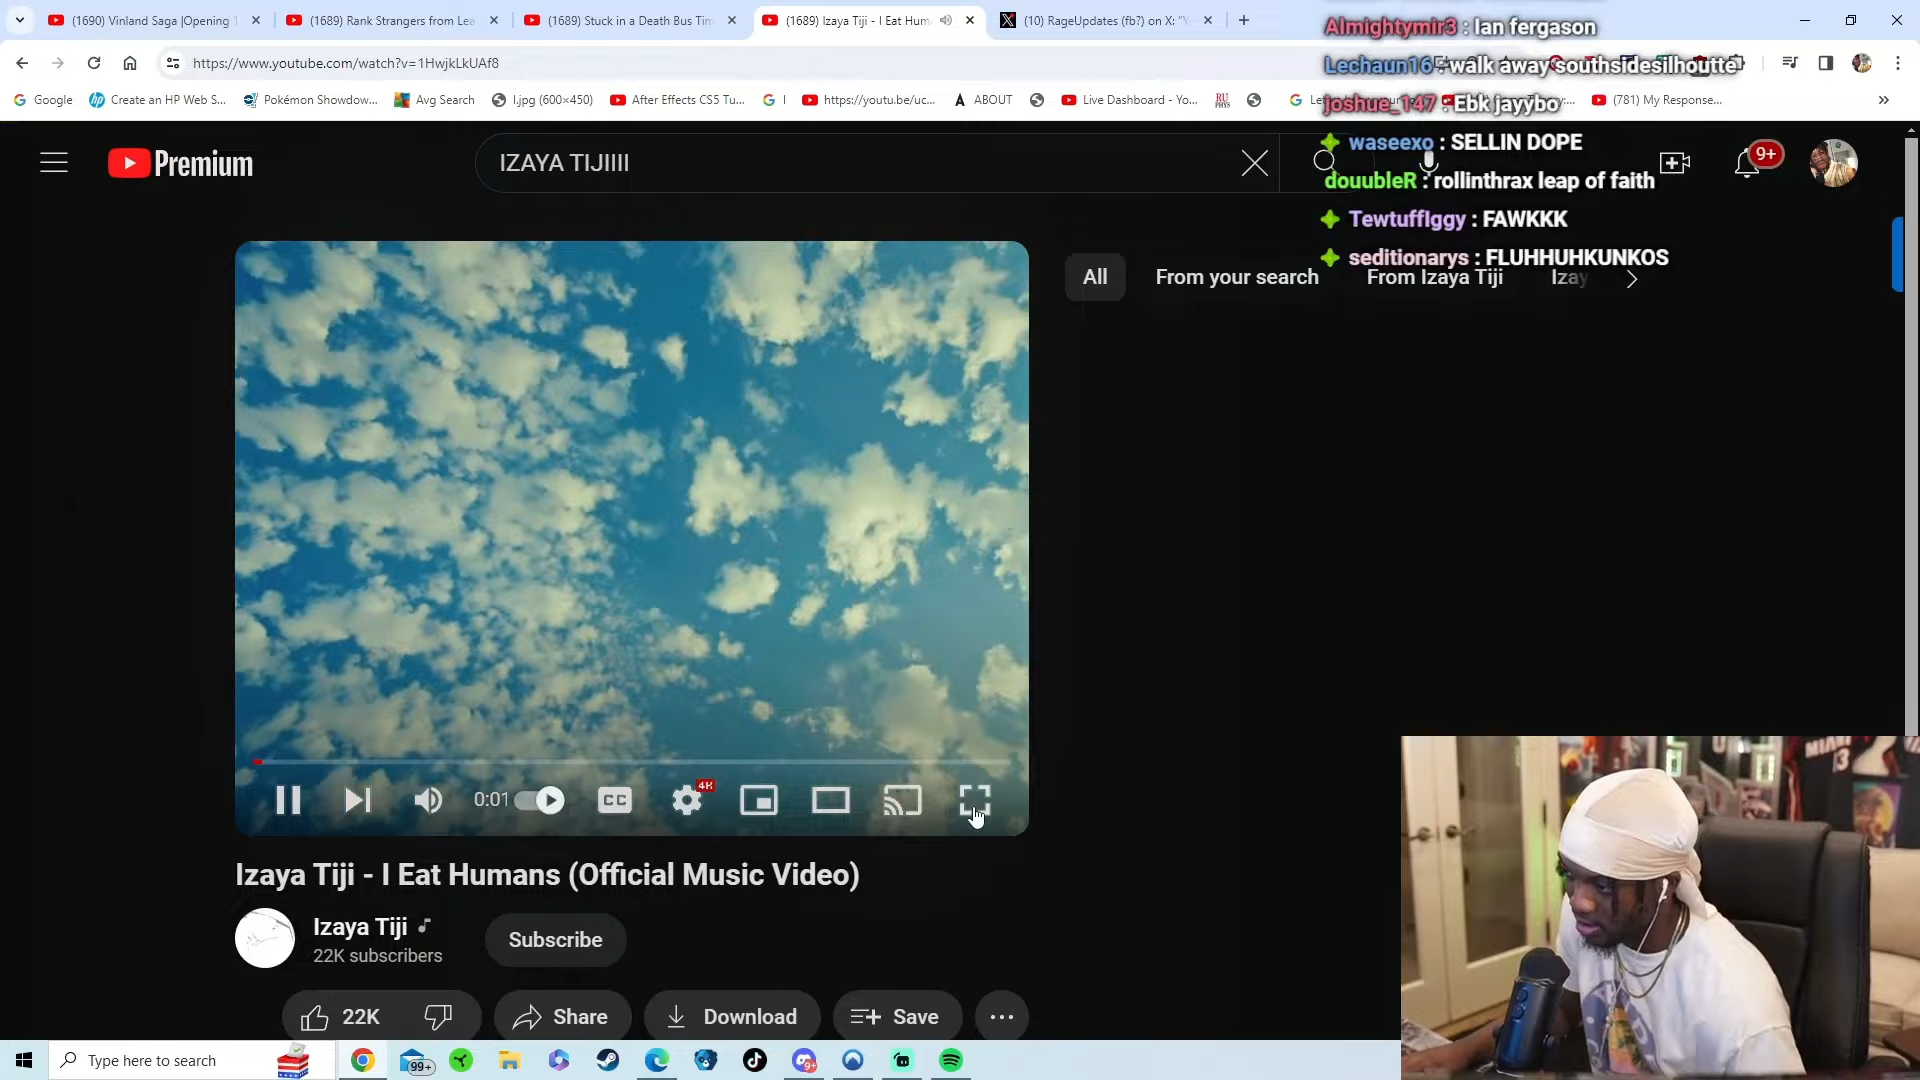 (1690) Vinland Saga |Opening 1
(1689) Rank Strangers from Lea
(1689) Stuck in a Death Bus Tim
(1689) Izaya Tiji - I Eat Hum
(10) RageUpdates (fb?) on X: "Y
https://www.youtube.com/watch?v=1HwjkLkUAf8
Google
Create an HP Web S...
Pokémon Showdow...
Avg Search
l.jpg (600×450)
After Effects CS5 Tu...
https://youtu.be/uc...
ABOUT
Live Dashboard - Yo...
(781) My Response...
Almightymir3 : Ian fergason
Lechaun16 : walk away southsidesilhoutte
joshue_147 : Ebk jayybo
waseexo : SELLIN DOPE
douubleR : rollinthrax leap of faith
TewtuffIggy : FAWKKK
seditionarys : FLUHHUHKUNKOS
Premium
IZAYA TIJIIII
9+
All
From your search
From Izaya Tiji
Izay
0:01
CC
4K
Izaya Tiji - I Eat Humans (Official Music Video)
Izaya Tiji
22K subscribers
Subscribe
22K
Share
Download
Save
Type here to search
99+
9+